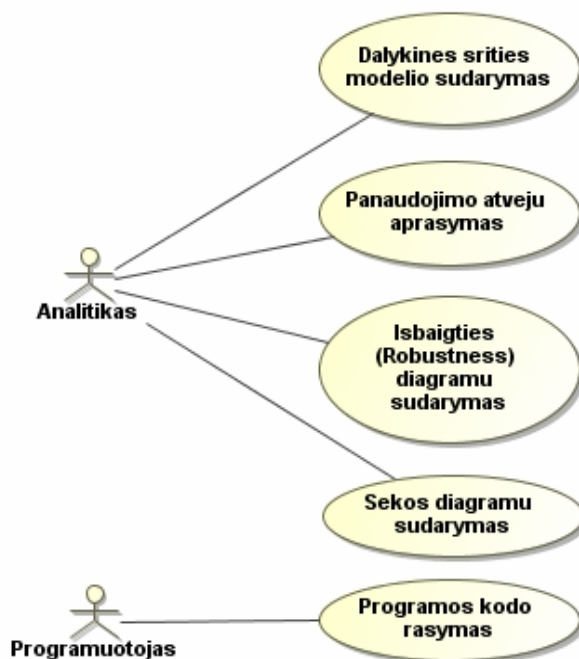 Dalykines srities
modelio sudarymas
Panaudojimo atveju
aprasymas
Analitikas
Isbaigties
(Robustness)
diagramu
sudarymas
Sekos diagramu
sudarymas
Programos kodo
rasymas
Programuotojas